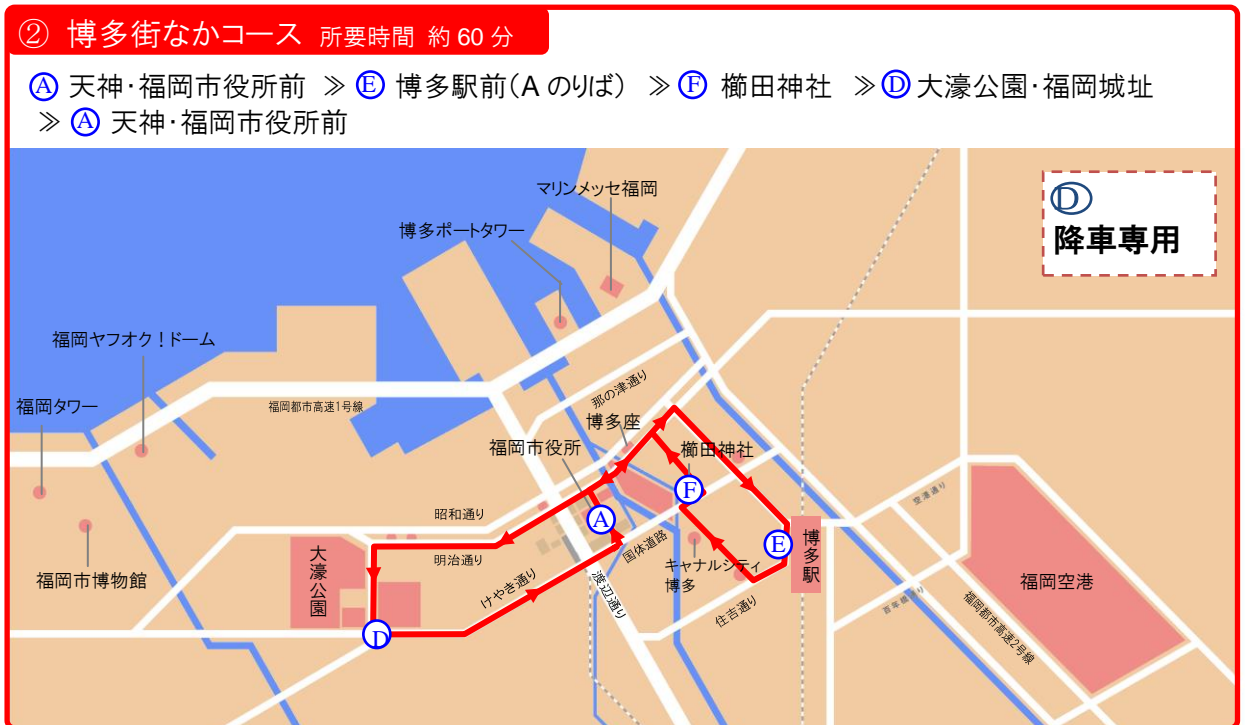 ② 博多街なかコース 所要時間 約60分
Ⓐ 天神･福岡市役所前 ≫ Ⓔ 博多駅前(Aのりば) ≫ Ⓕ 櫛田神社 ≫ Ⓓ 大濠公園･福岡城址
≫ Ⓐ 天神･福岡市役所前
Ⓓ
降車専用
マリンメッセ福岡
博多ポートタワー
福岡ヤフオク！ドーム
福岡タワー
福岡都市高速1号線
那の津通り
博多座
福岡市役所
櫛田神社
Ⓕ
空港通り
昭和通り
Ⓐ
Ⓔ
明治通り
国体道路
キャナルシティ
博多
博多駅
大濠公園
福岡市博物館
けやき通り
渡辺通り
住吉通り
百年橋通り
福岡空港
福岡都市高速2号線
Ⓓ